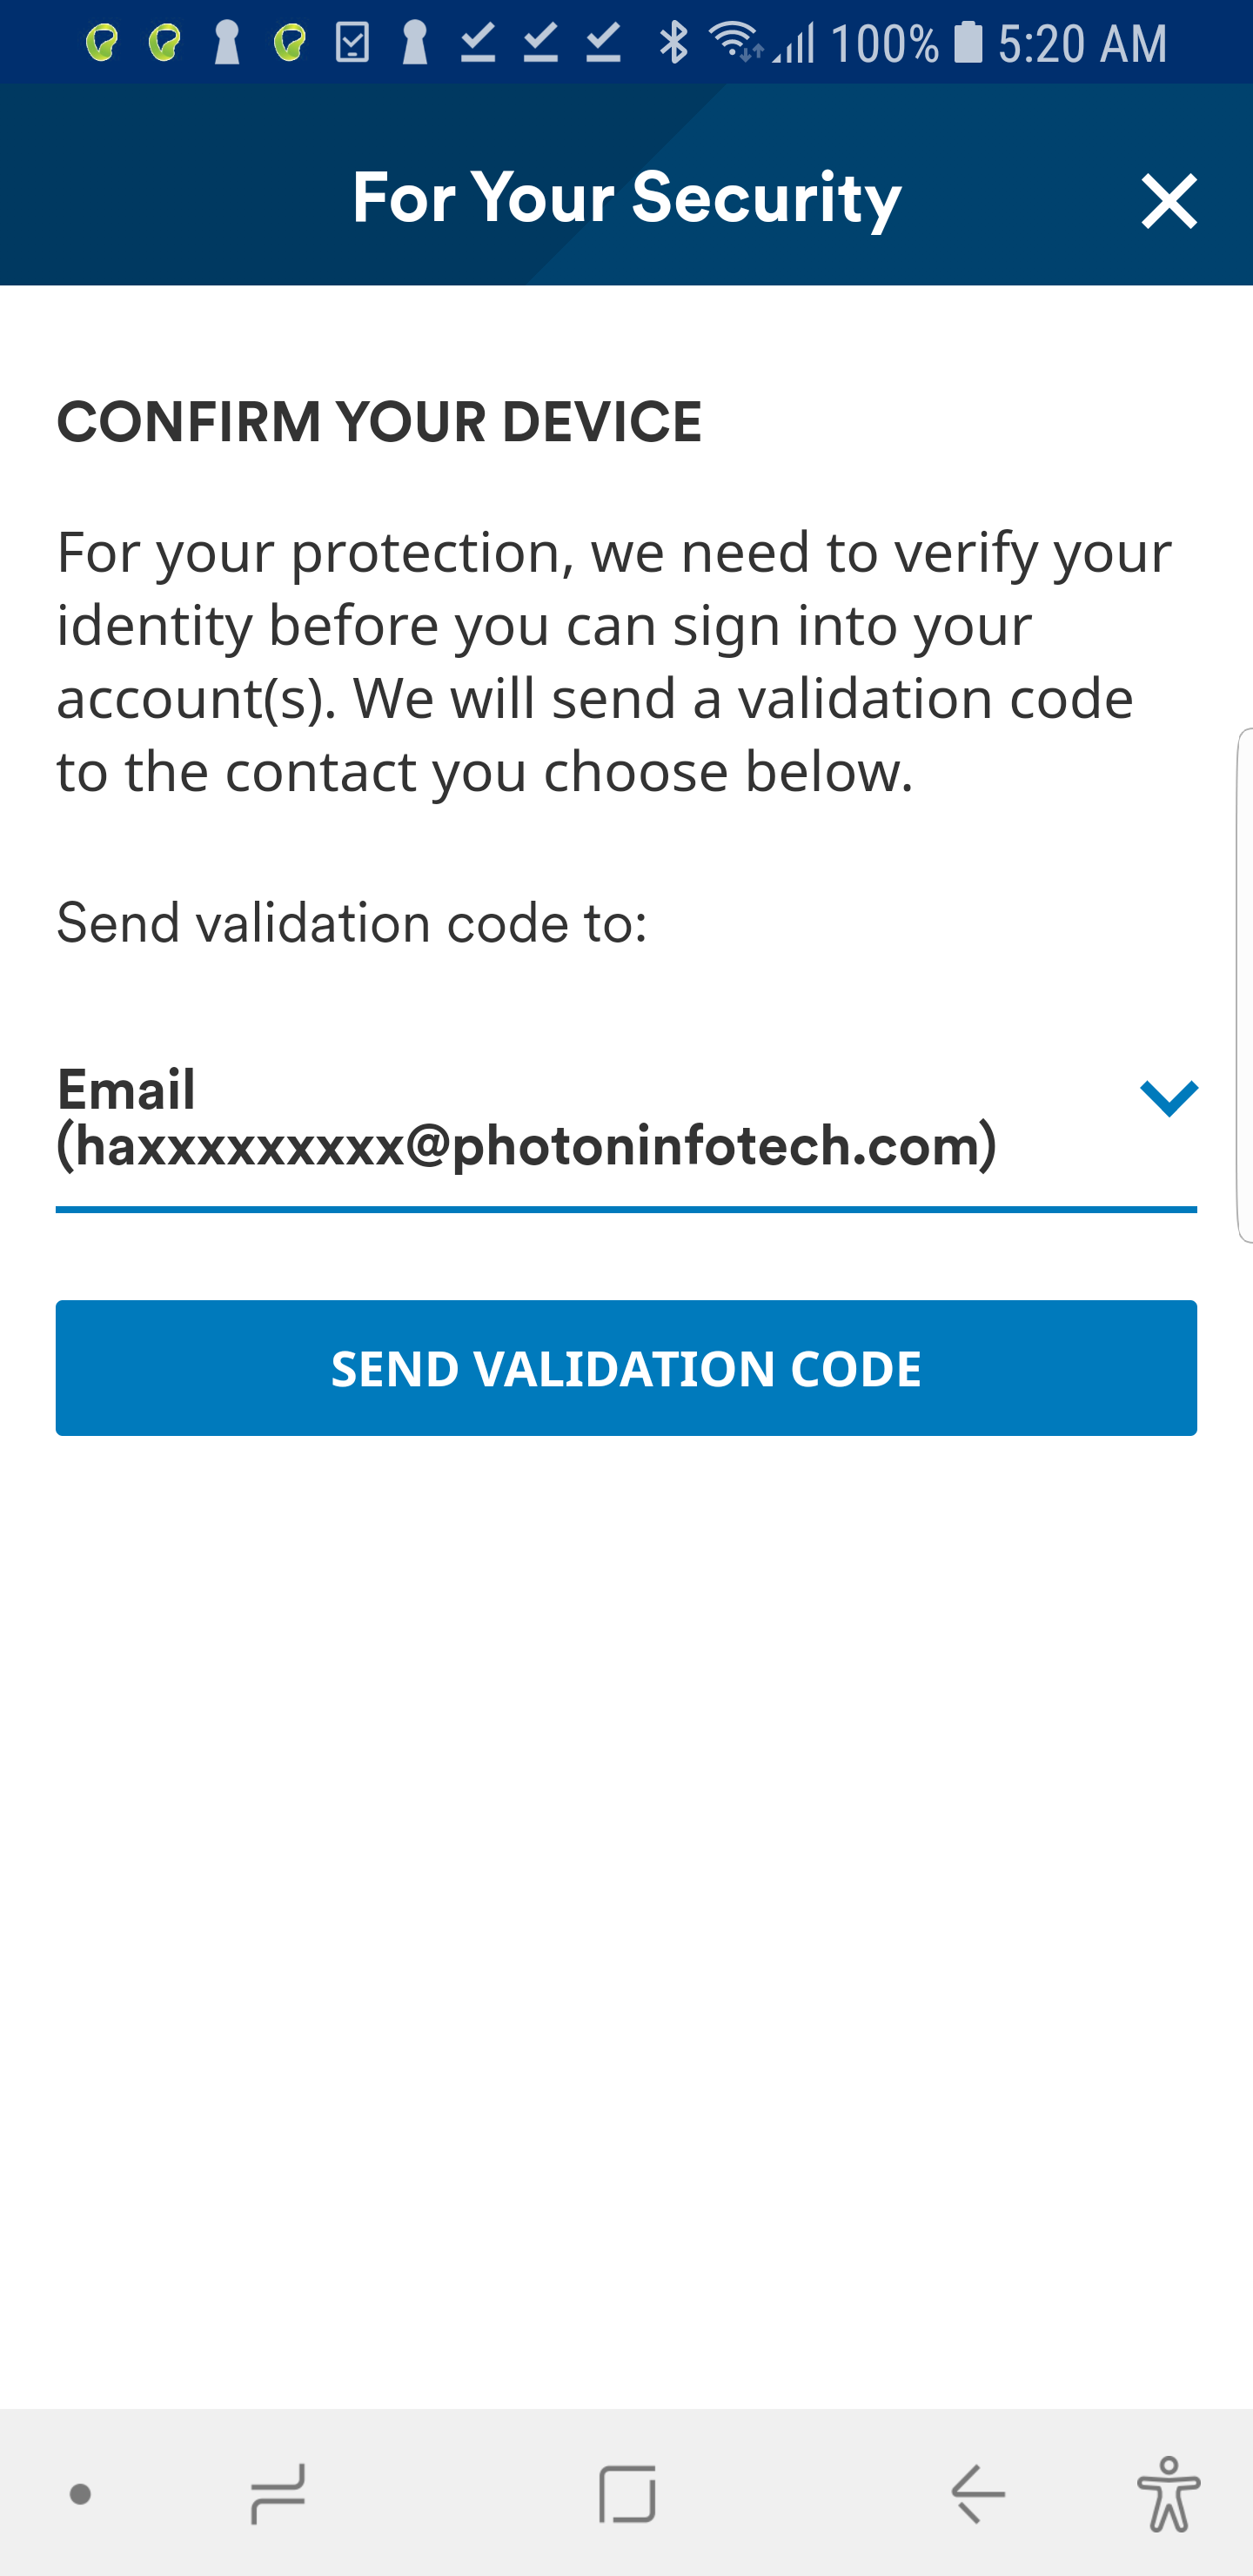 100% 5:20 AM
For Your Security
CONFIRM YOUR DEVICE
For your protection, we need to verify your
identity before you can sign into your
account(s). We will send a validation code
to the contact you choose below.
Send validation code to:
Email
(haxxxxxxxxxx@photoninfotech.com)
SEND VALIDATION CODE